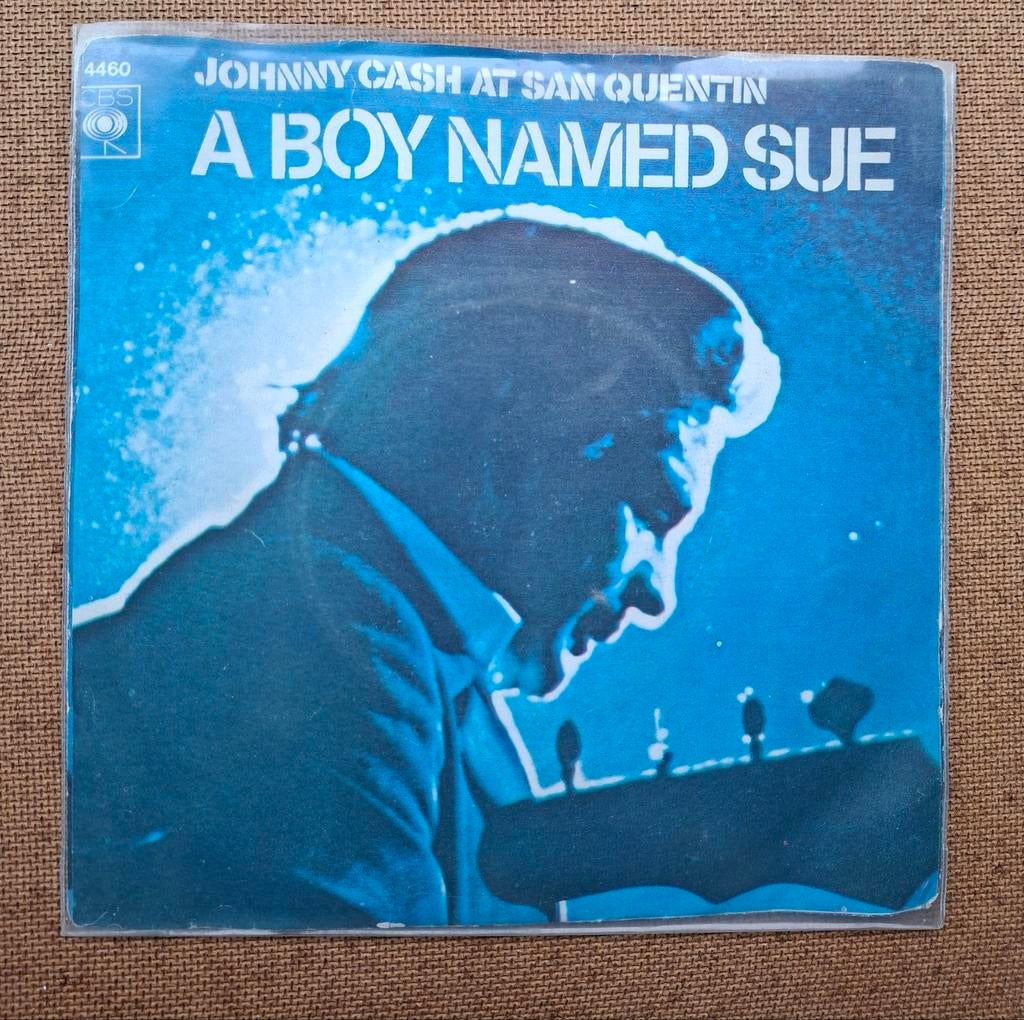 4460
JOHNNY CASH AT SAN QUENTIN
CBS
A BOY NAMED SUE